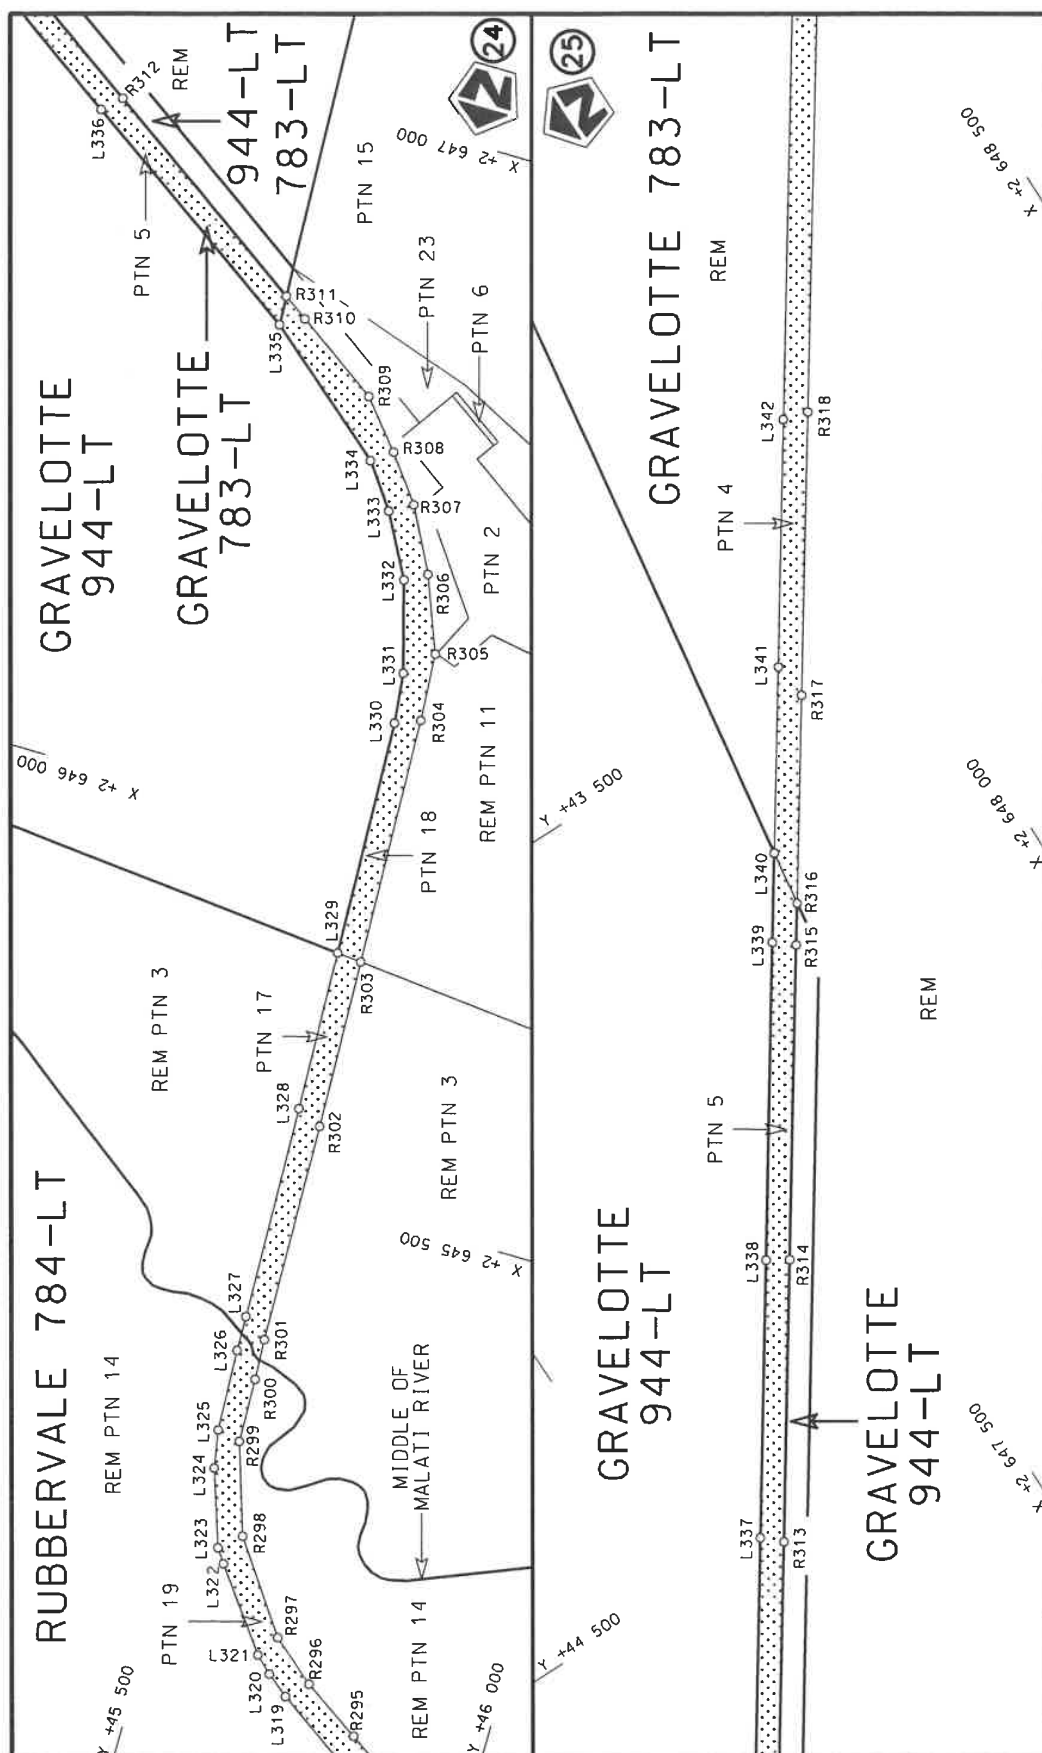 RUBBERVALE 784-LT
REM PTN 14
PTN 19
Y +45 500
L319
L320
L321
L322
L323
L324
L325
L326
L327
L328
L329
L330
L331
L332
L333
L334
L335
L336
R295
R296
R297
R298
R299
R300
R301
R302
R303
R304
R305
R306
R307
R308
R309
R310
R311
R312
REM PTN 14
Y +46 000
MIDDLE OF
MALATI RIVER
X +2 645 500
REM PTN 3
PTN 17
REM PTN 3
PTN 18
REM PTN 11
X +2 646 000
GRAVELOTTE
944-LT
GRAVELOTTE
783-LT
PTN 2
PTN 6
PTN 23
PTN 15
PTN 5
REM
944-LT
783-LT
X +2 647 000
N
24
N
25
Y +44 500
GRAVELOTTE
944-LT
L337
L338
L339
L340
L341
L342
R313
R314
R315
R316
R317
R318
PTN 5
PTN 4
GRAVELOTTE
944-LT
X +2 647 500
REM
Y +43 500
X +2 648 000
GRAVELOTTE 783-LT
REM
X +2 648 500